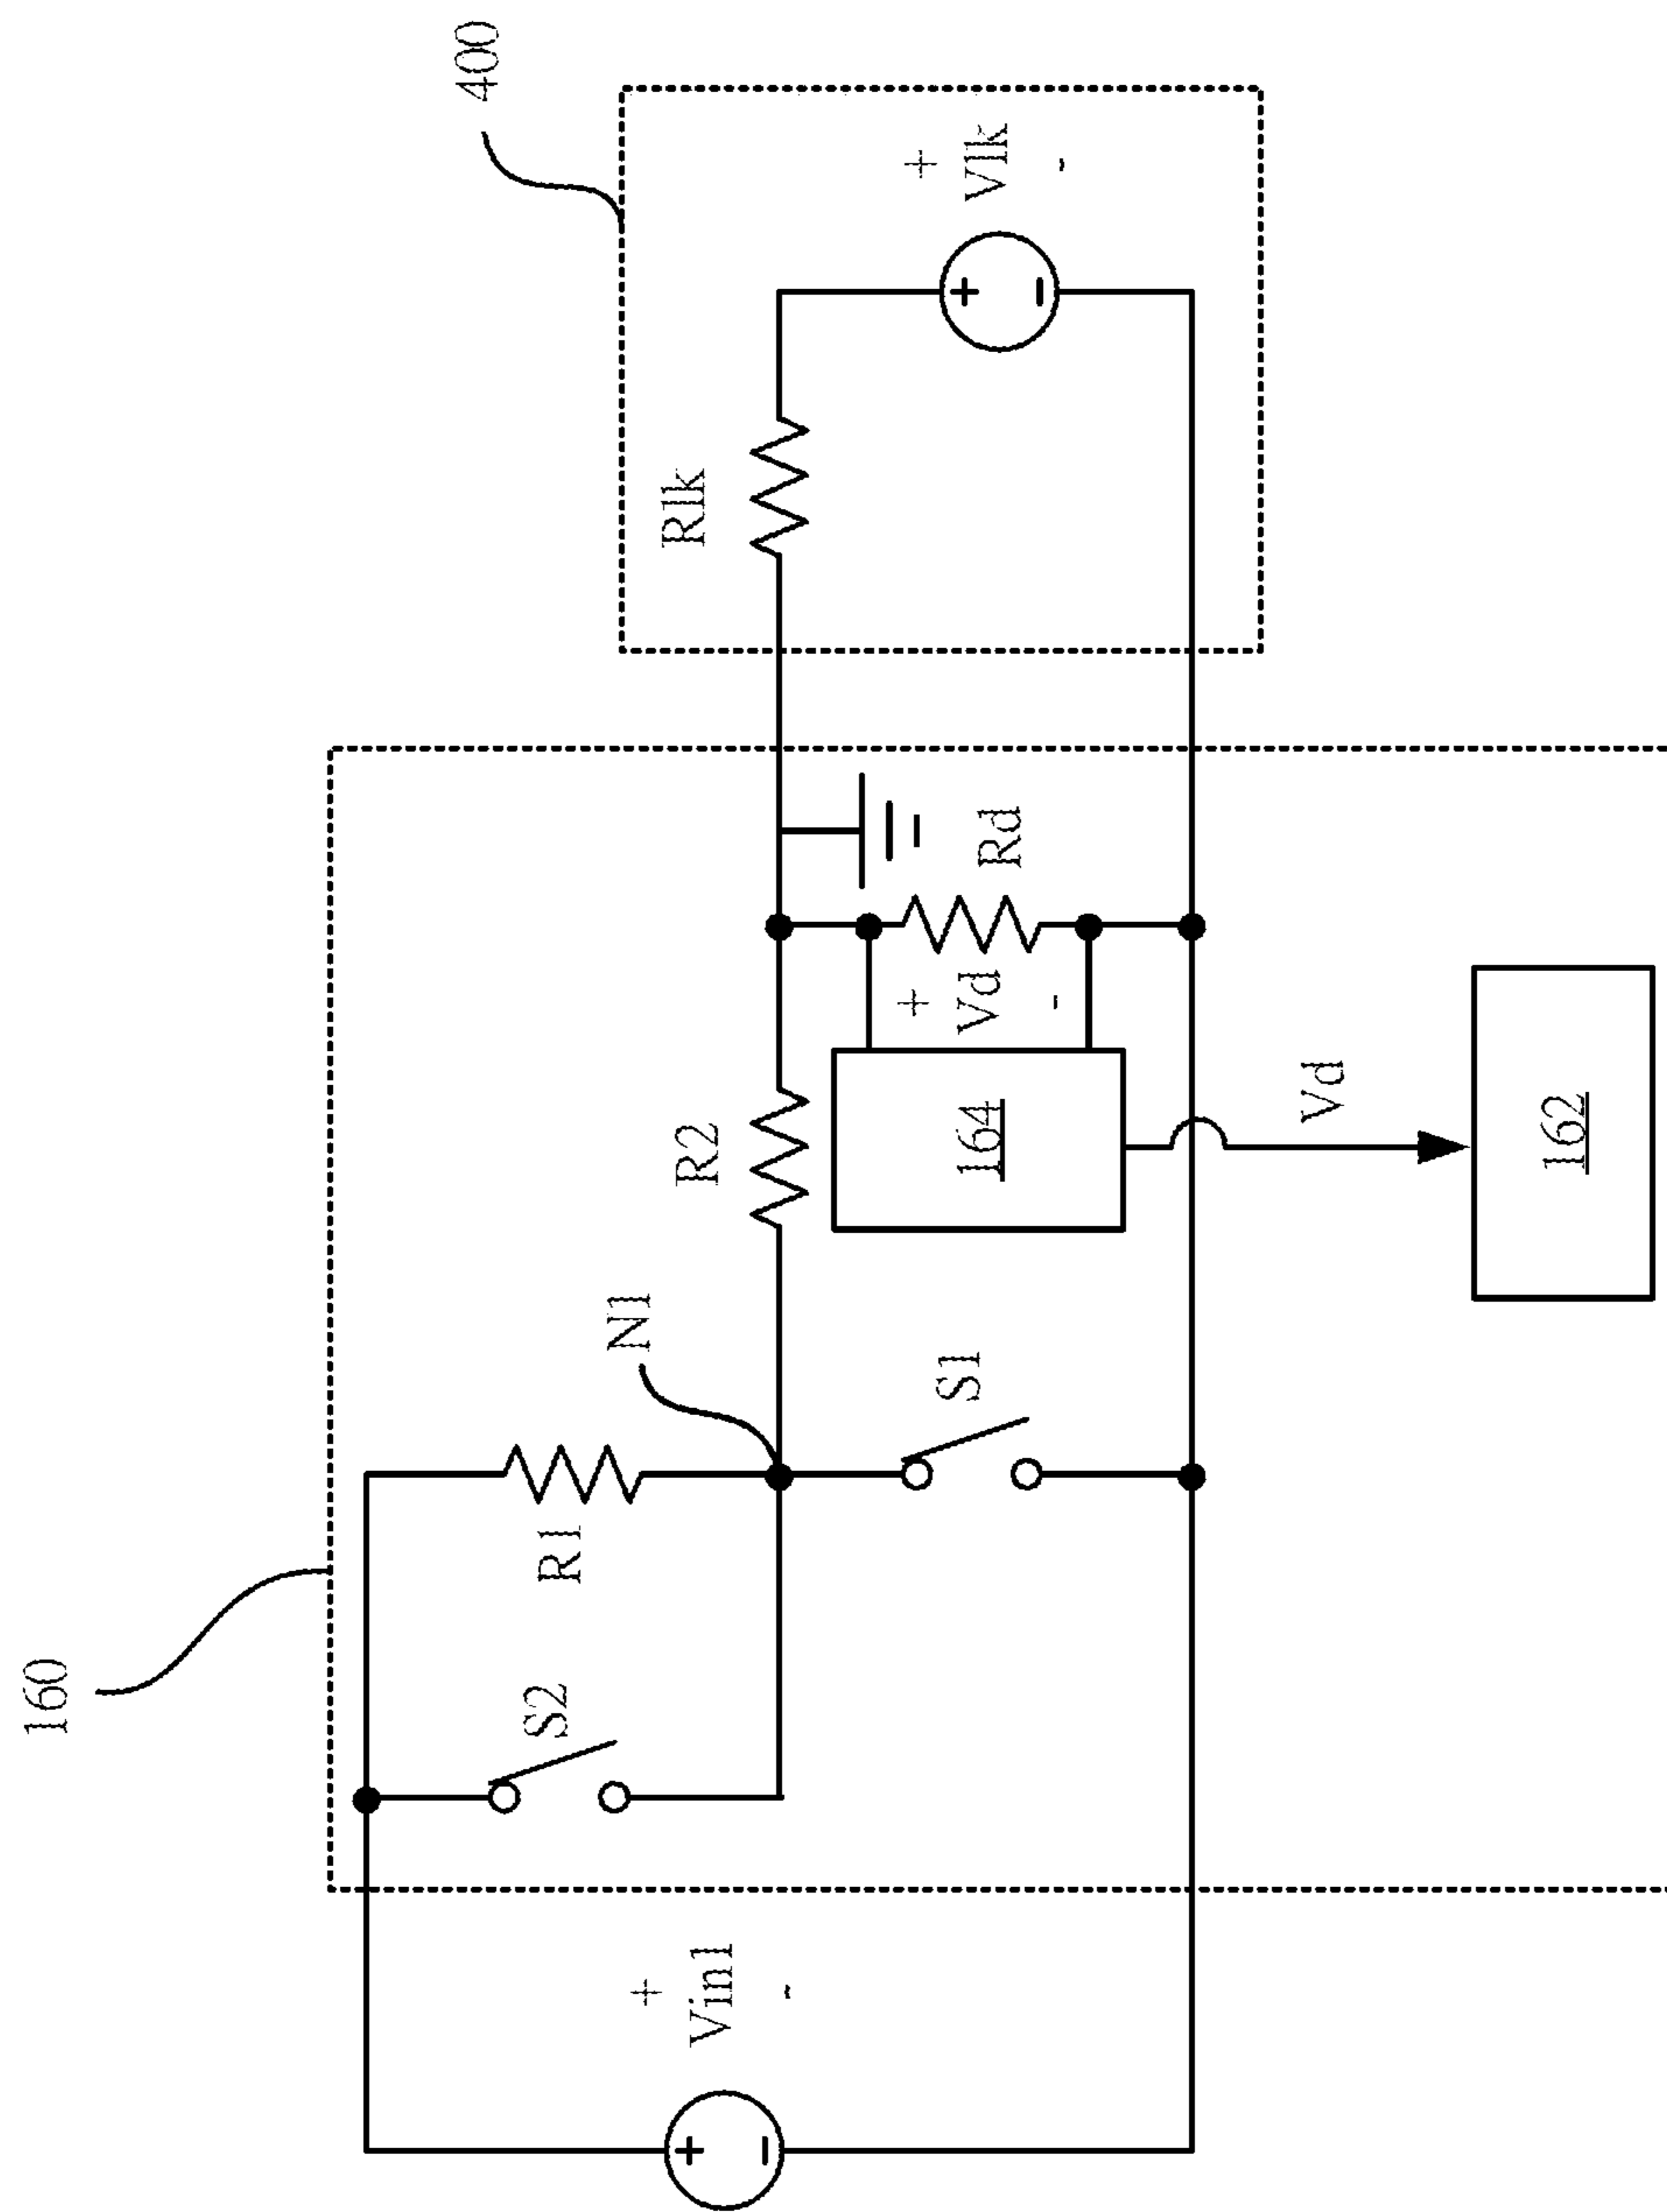 160
400
N1
R2
Rlk
S2
R1
+
Vin1
-
+
-
S1
164
+
Vd
-
Rd
+
-
+
Vlk
-
Vd
162